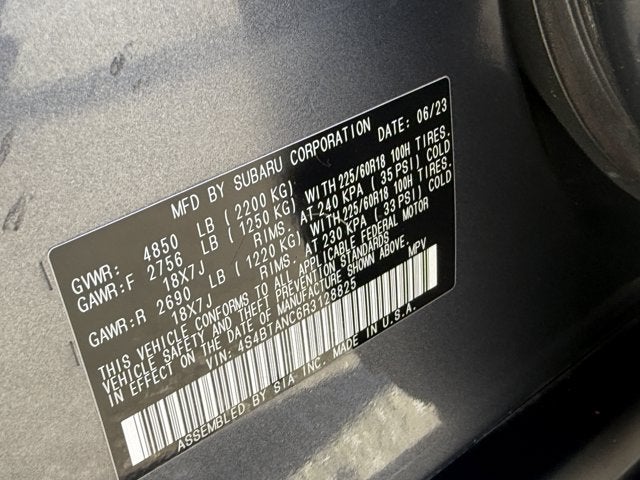 MFD BY SUBARU CORPORATION DATE: 06/23
GVWR: 4850 LB (2200 KG)
GAWR:F 2756 LB (1250 KG) WITH 225/60R18 100H TIRES.
18X7J RIMS. AT 240 KPA (35 PSI) COLD
GAWR:R 2690 LB (1220 KG) WITH 225/60R18 100H TIRES.
18X7J RIMS. AT 230 KPA (33 PSI) COLD
THIS VEHICLE CONFORMS TO ALL APPLICABLE FEDERAL MOTOR
VEHICLE SAFETY AND THEFT PREVENTION STANDARDS
IN EFFECT ON THE DATE OF MANUFACTURE SHOWN ABOVE.
VIN: 4S4BTANC6R3128825 MPV
ASSEMBLED BY SIA, INC. MADE IN U.S.A.